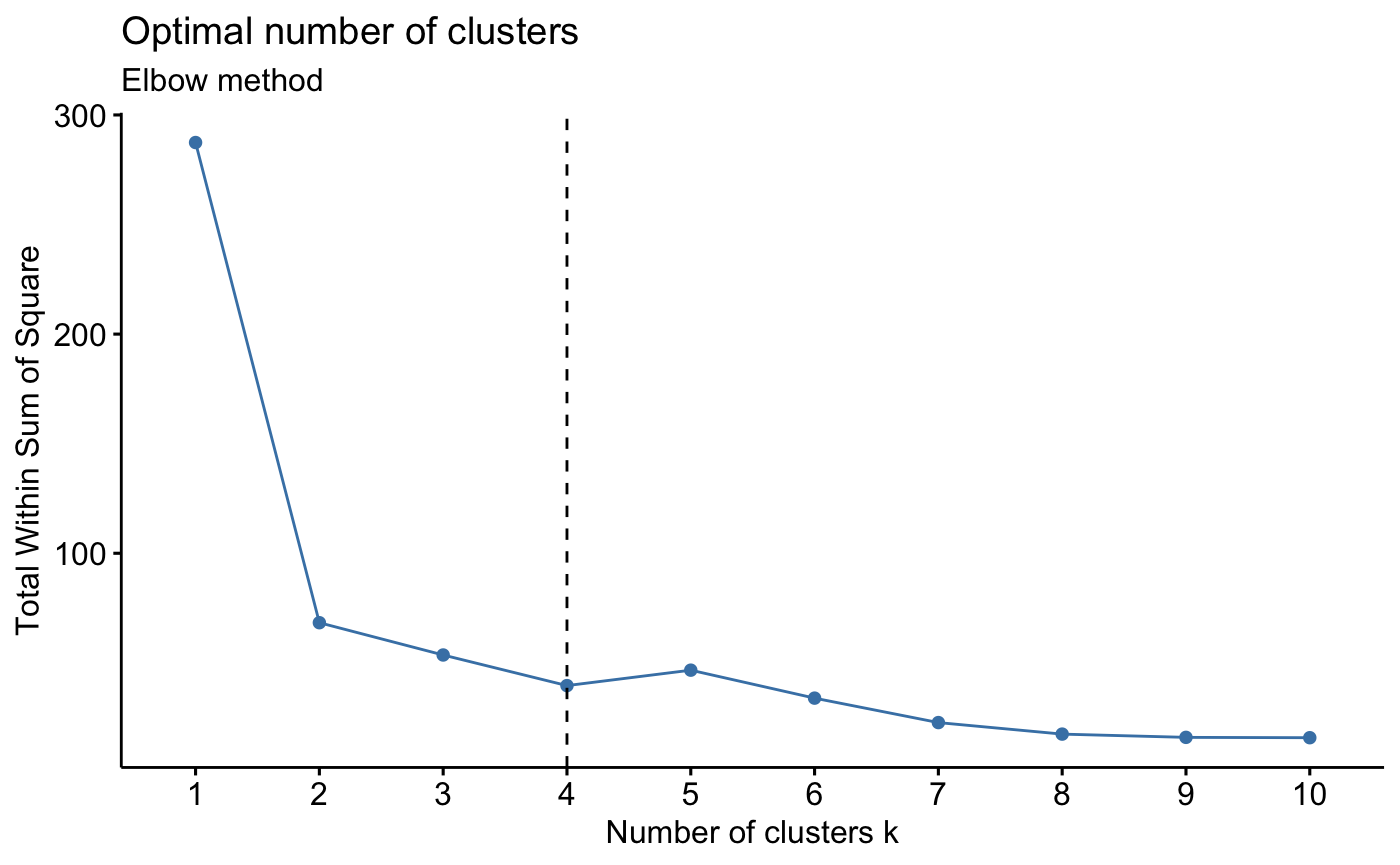 Optimal number of clusters
Elbow method
300
200
100
Total Within Sum of Square
1 2 3 4 5 6 7 8 9 10
Number of clusters k